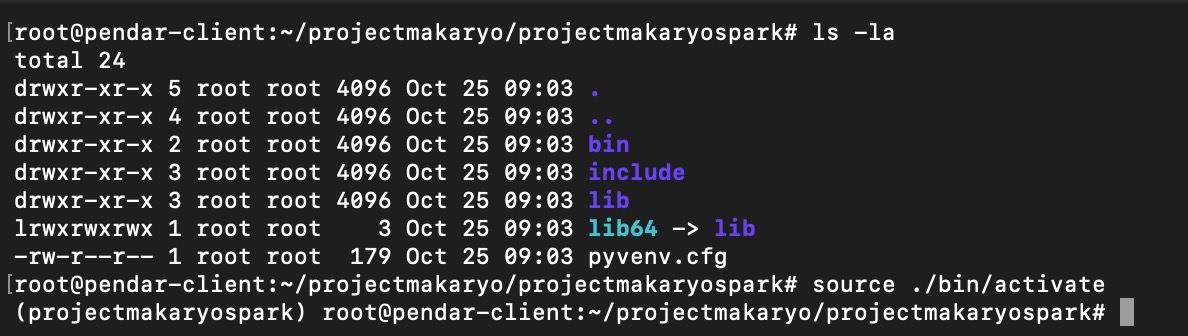 [root@pendar-client:~/projectmakaryo/projectmakaryospark# ls -la
total 24
drwxr-xr-x 5 root root 4096 Oct 25 09:03 .
drwxr-xr-x 4 root root 4096 Oct 25 09:03 ..
drwxr-xr-x 2 root root 4096 Oct 25 09:03 bin
drwxr-xr-x 3 root root 4096 Oct 25 09:03 include
drwxr-xr-x 3 root root 4096 Oct 25 09:03 lib
lrwxrwxrwx 1 root root    3 Oct 25 09:03 lib64 -> lib
-rw-r--r-- 1 root root  179 Oct 25 09:03 pyvenv.cfg
[root@pendar-client:~/projectmakaryo/projectmakaryospark# source ./bin/activate
(projectmakaryospark) root@pendar-client:~/projectmakaryo/projectmakaryospark#